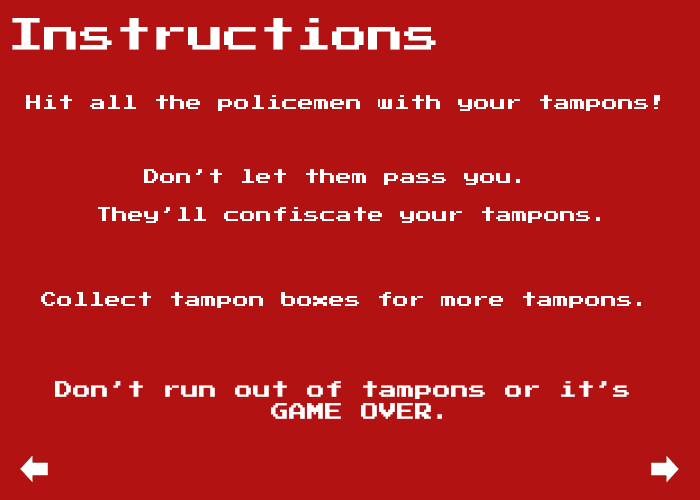 Instructions
Hit all the policemen with your tampons!
Don't let them pass you.
They'll confiscate your tampons.
Collect tampon boxes for more tampons.
Don't run out of tampons or it's
GAME OVER.